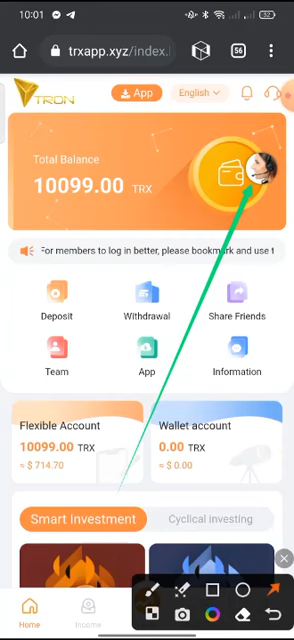 10:01
32
trxapp.xyz/index.
56
TRON
App
English
Total Balance
10099.00 TRX
For members to log in better, please bookmark and use t
Deposit
Withdrawal
Share Friends
Team
App
Information
Flexible Account
Wallet account
10099.00 TRX
0.00 TRX
≈ $ 714.70
≈ $ 0.00
Smart investment
Cyclical investing
Home
Income